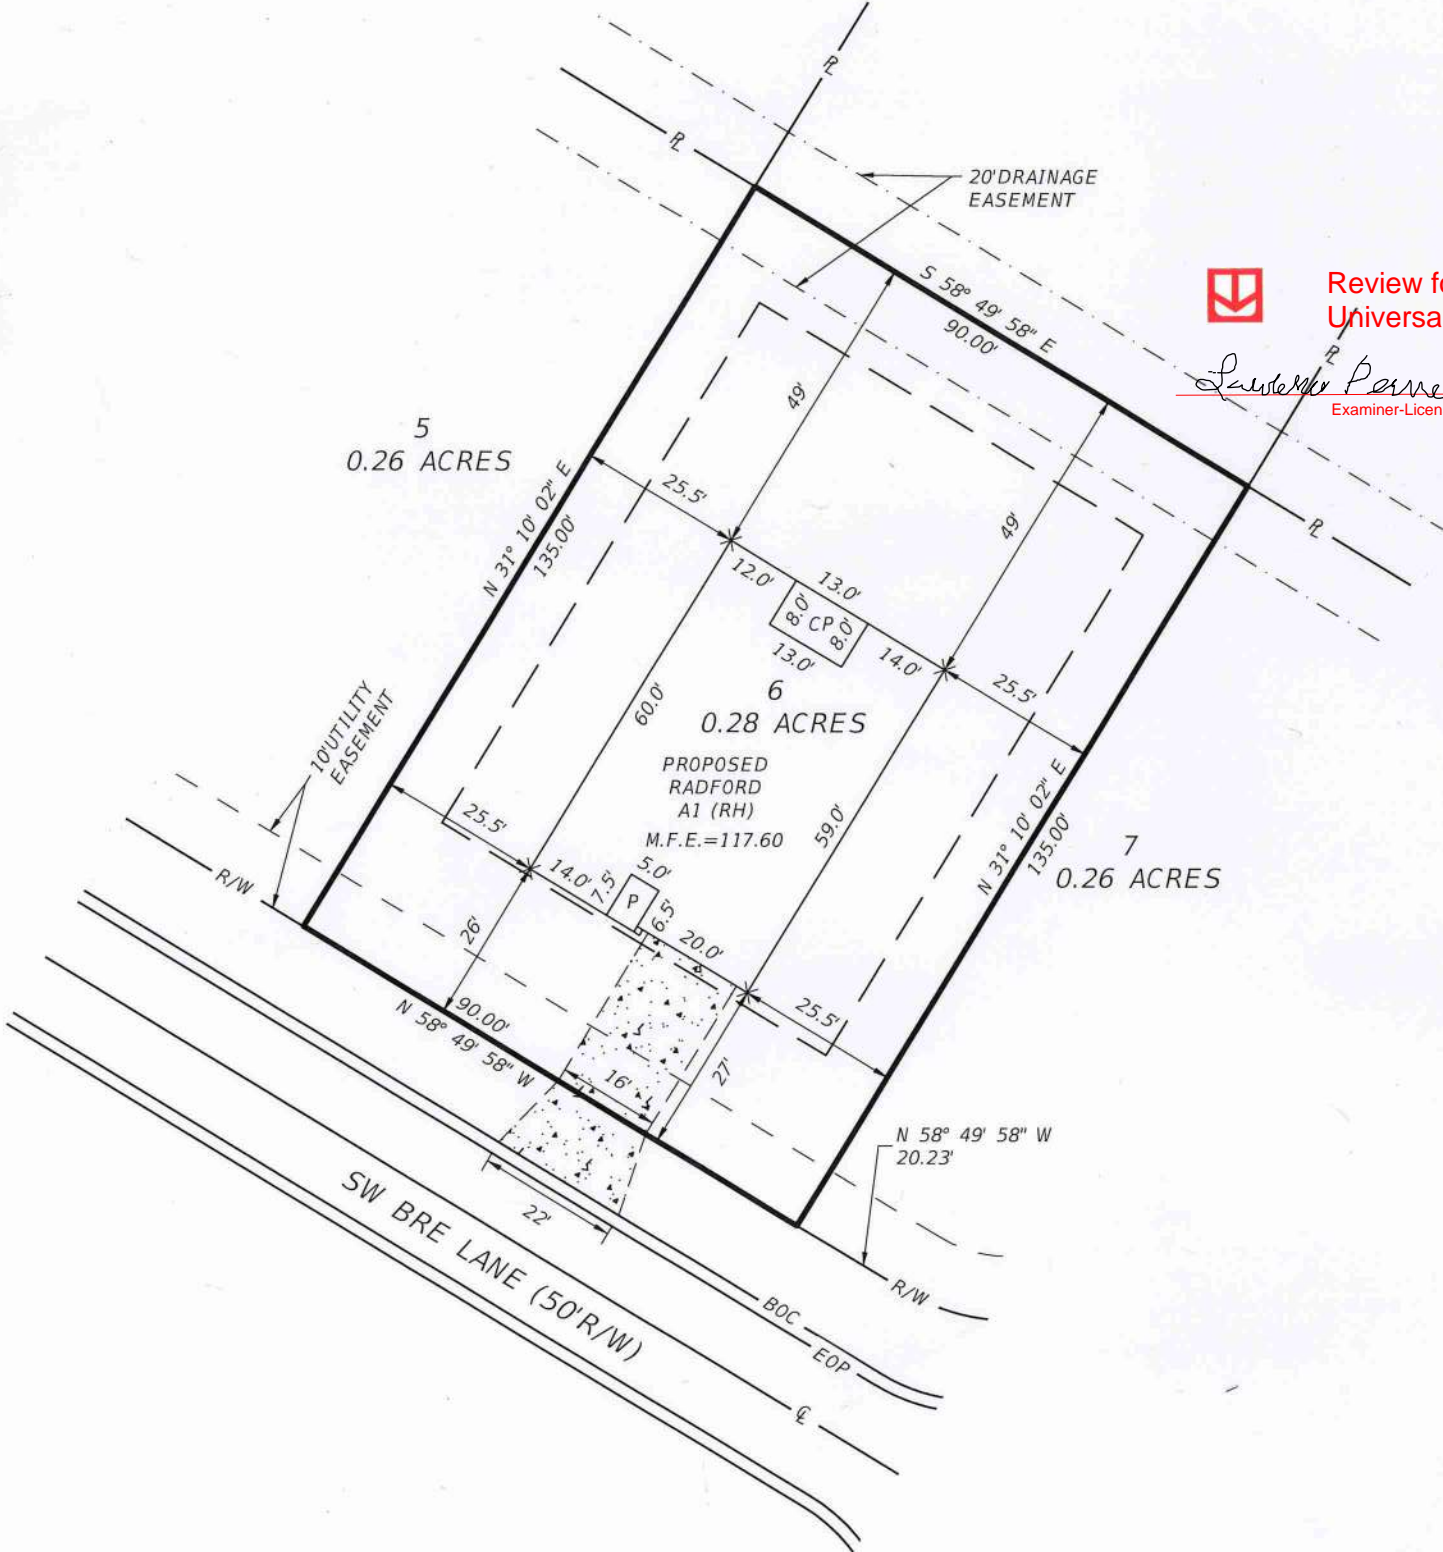 ℞
℞
20'DRAINAGE
EASEMENT
S 58° 49' 58" E
90.00'
Review fo
Universa
Examiner-Licen
5
0.26 ACRES
49'
49'
25.5'
N 31° 10' 02" E
135.00'
12.0'
13.0'
8.0'
CP
8.0'
13.0'
14.0'
25.5'
6
0.28 ACRES
60.0'
PROPOSED
RADFORD
A1 (RH)
M.F.E.=117.60
59.0'
N 31° 10' 02" E
135.00'
7
0.26 ACRES
10'UTILITY
EASEMENT
R/W
25.5'
14.0'
7.5'
5.0'
P
6.5'
20.0'
25.5'
26'
90.00'
N 58° 49' 58" W
16'
27'
N 58° 49' 58" W
20.23'
22'
SW BRE LANE (50'R/W)
R/W
BOC
EOP